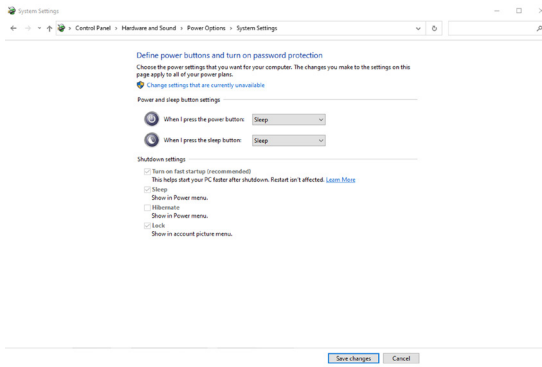 System Settings
Control Panel > Hardware and Sound > Power Options > System Settings
Define power buttons and turn on password protection
Choose the power settings that you want for your computer. The changes you make to the settings on this
page apply to all of your power plans.
Change settings that are currently unavailable
Power and sleep button settings
When I press the power button: Sleep
When I press the sleep button: Sleep
Shutdown settings
Turn on fast startup (recommended)
This helps start your PC faster after shutdown. Restart isn't affected. Learn More
Sleep
Show in Power menu.
Hibernate
Show in Power menu.
Lock
Show in account picture menu.
Save changes Cancel